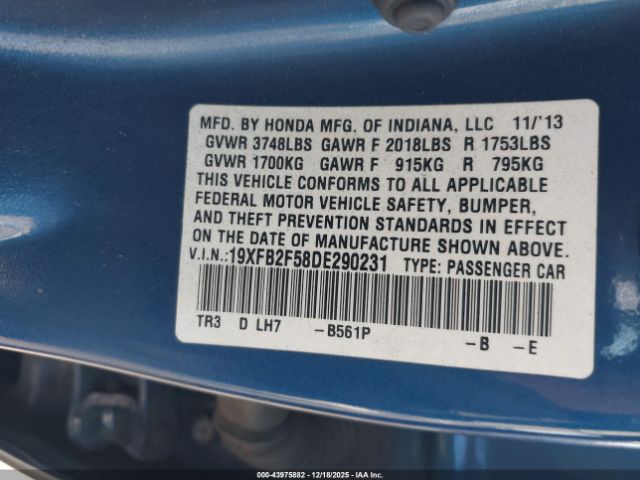 MFD. BY HONDA MFG. OF INDIANA, LLC 11/'13
GVWR 3748LBS GAWR F 2018LBS R 1753LBS
GVWR 1700KG GAWR F 915KG R 795KG
THIS VEHICLE CONFORMS TO ALL APPLICABLE
FEDERAL MOTOR VEHICLE SAFETY, BUMPER,
AND THEFT PREVENTION STANDARDS IN EFFECT
ON THE DATE OF MANUFACTURE SHOWN ABOVE.
V.I.N.:19XFB2F58DE290231 TYPE: PASSENGER CAR
TR3 D LH7 -B561P -B -E
000-43975882 | 12/18/2025 | IAA Inc.